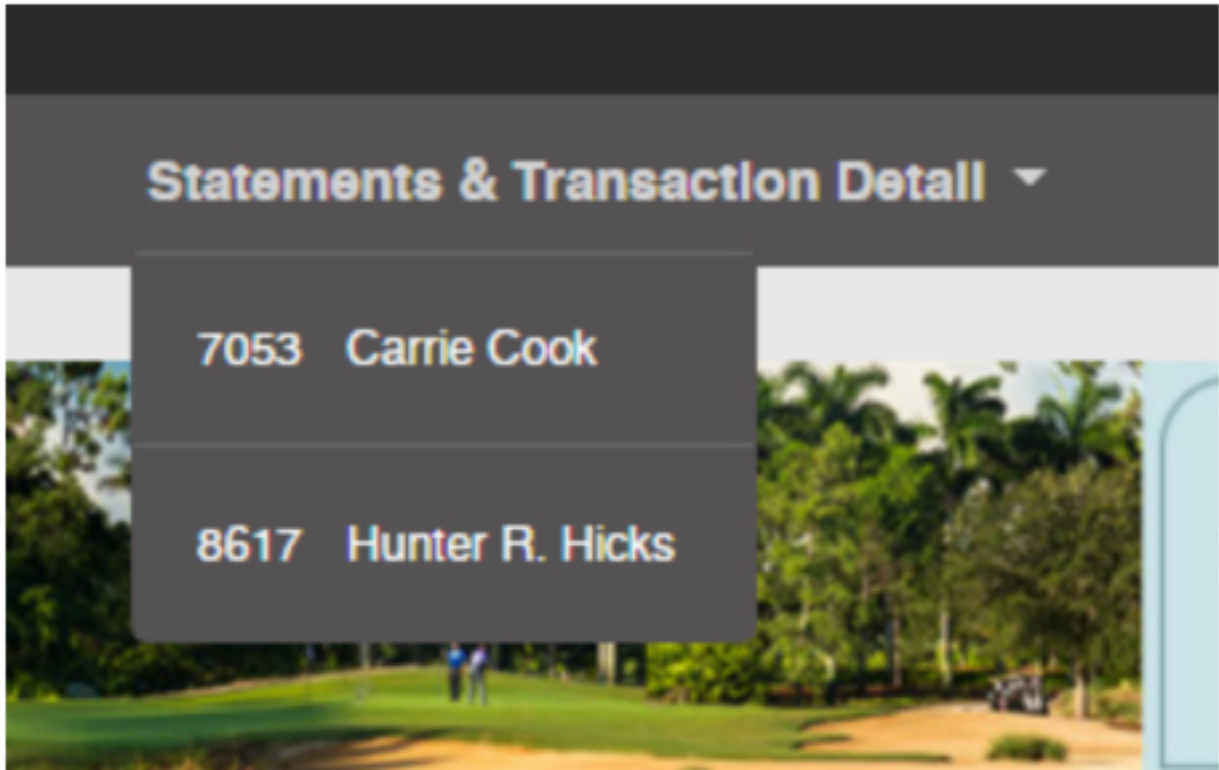 Statements & Transaction Detail
7053 Carrie Cook
8617 Hunter R. Hicks